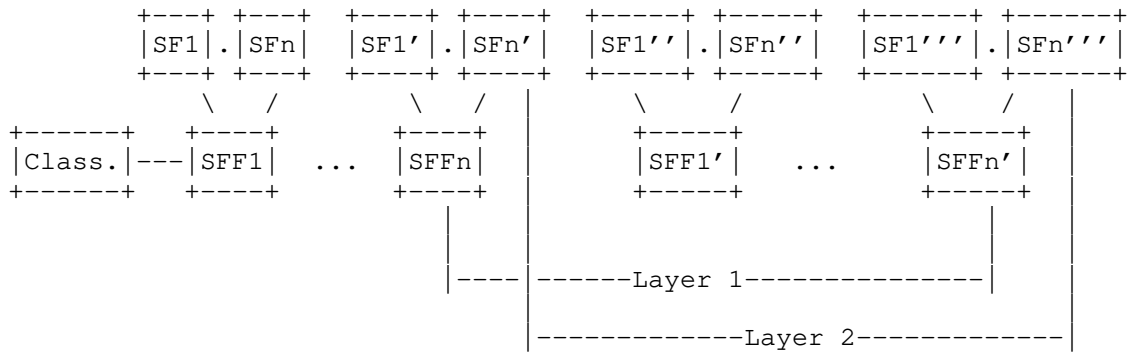 SF1 . SFn SF1' . SFn' SF1'' . SFn'' SF1''' . SFn'''
Class. SFF1 ... SFFn SFF1' ... SFFn'
Layer 1
Layer 2